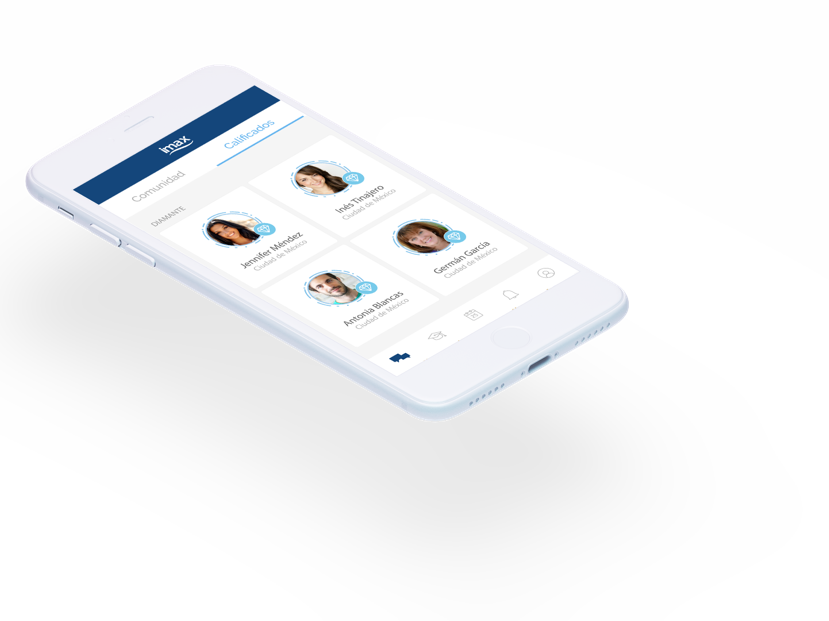 imax
Comunidad
Calificados
DIAMANTE
Jennifer Méndez
Ciudad de México
Inés Tinajero
Ciudad de México
Antonia Blancas
Ciudad de México
Germán García
Ciudad de México